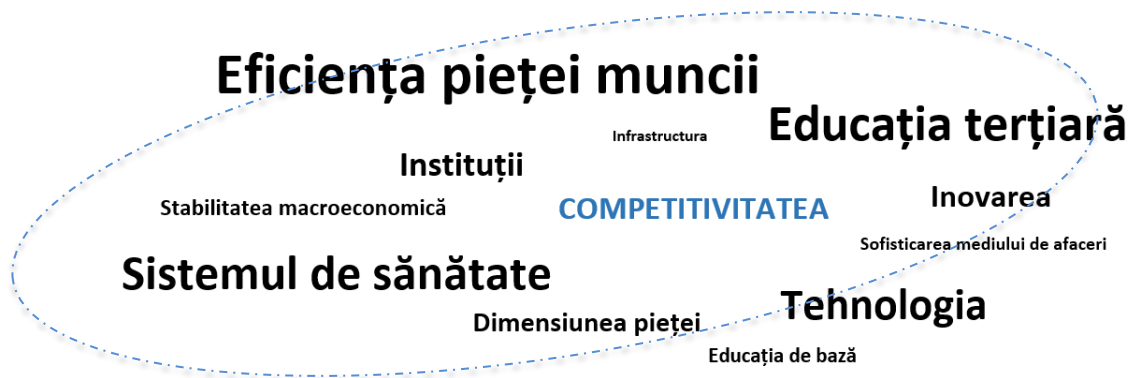 Eficiența pieței muncii
Educația terțiară
Infrastructura
Instituții
Inovarea
Stabilitatea macroeconomică
COMPETITIVITATEA
Sofisticarea mediului de afaceri
Sistemul de sănătate
Tehnologia
Dimensiunea pieței
Educația de bază